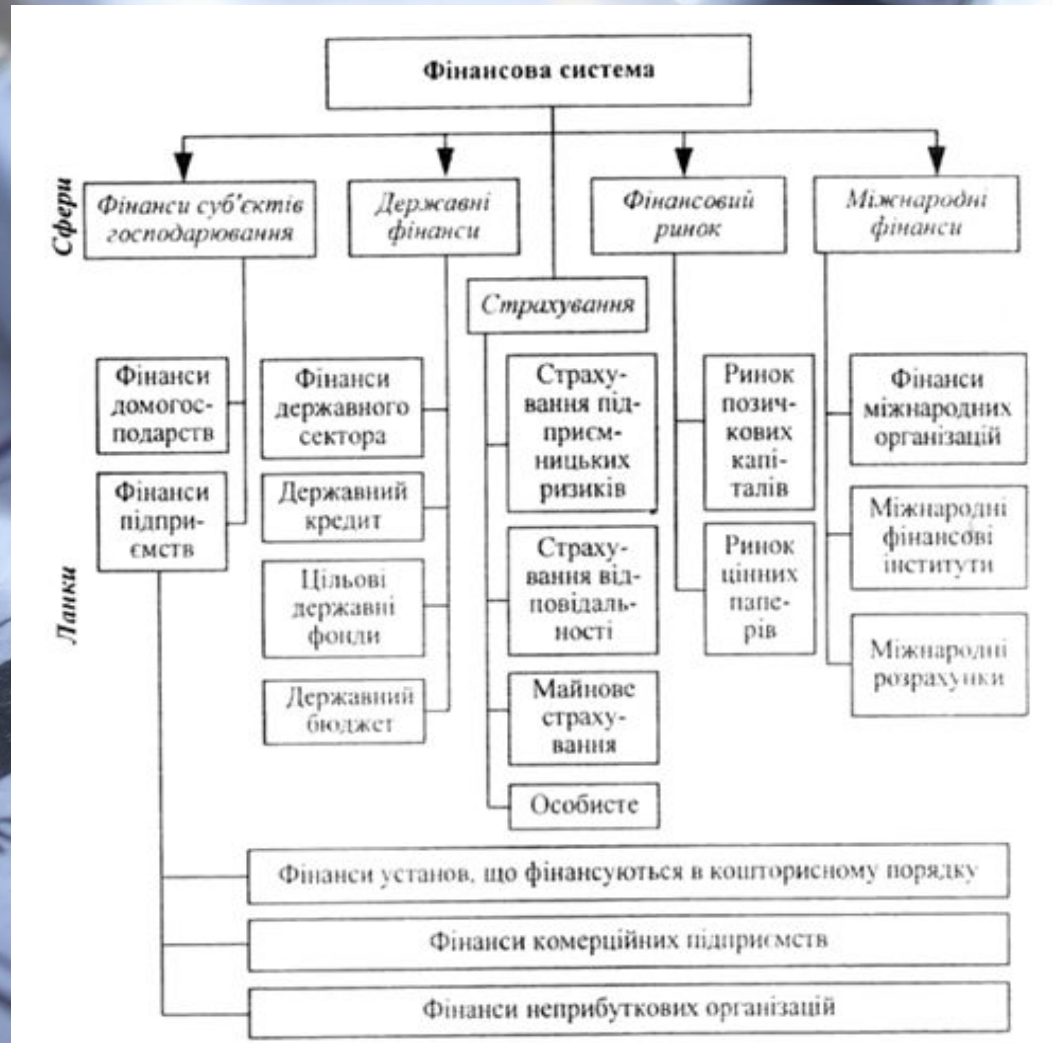 Фінансова система
Сфери
Фінанси суб'єктів
господарювання
Державні
фінанси
Фінансовий
ринок
Міжнародні
фінанси
Страхування
Ланки
Фінанси
домогос-
подарств
Фінанси
підпри-
ємств
Фінанси
державного
сектора
Державний
кредит
Цільові
державні
фонди
Державний
бюджет
Страху-
вання під-
приєм-
ницьких
ризиків
Страху-
вання від-
повідаль-
ності
Майнове
страху-
вання
Особисте
Ринок
позич-
кових
капі-
талів
Ринок
цінних
папе-
рів
Фінанси
міжнародних
організацій
Міжнародні
фінансові
інститути
Міжнародні
розрахунки
Фінанси установ, що фінансуються в кошторисному порядку
Фінанси комерційних підприємств
Фінанси неприбуткових організацій